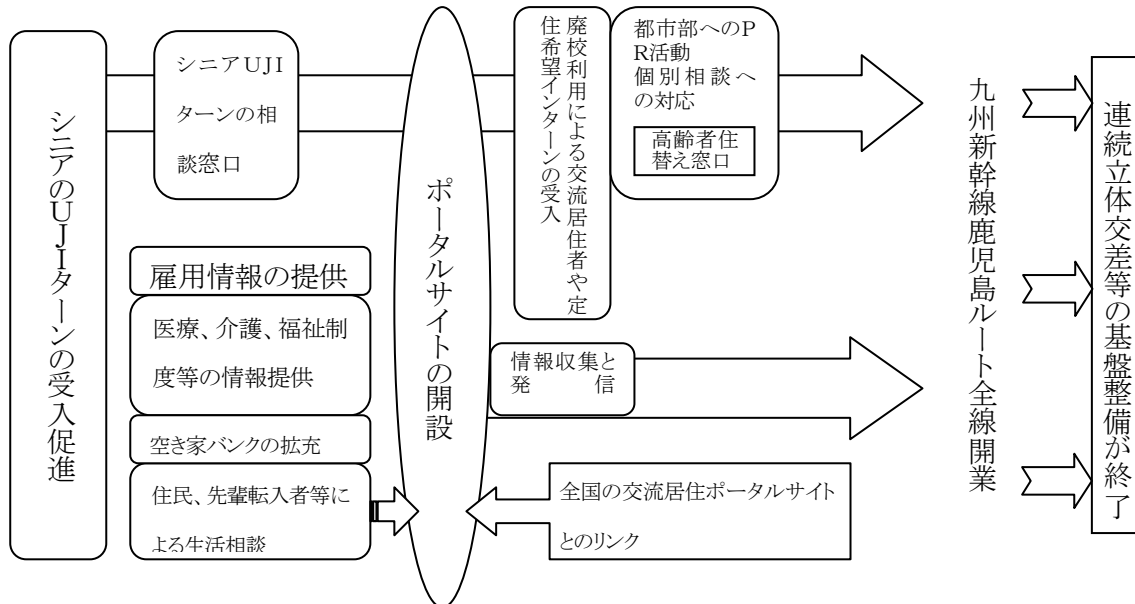 シニアのUJIターンの受入促進
シニアUJI
ターンの相
談窓口
雇用情報の提供
医療、介護、福祉制
度等の情報提供
空き家バンクの拡充
住民、先輩転入者等に
よる生活相談
ポータルサイトの開設
廃校利用による交流居住者や定
住希望インターンの受入
都市部へのP
R活動
個別相談へ
の対応
高齢者住
替え窓口
情報収集と
発信
全国の交流居住ポータルサイト
とのリンク
九州新幹線鹿児島ルート全線開業
連続立体交差等の基盤整備が終了